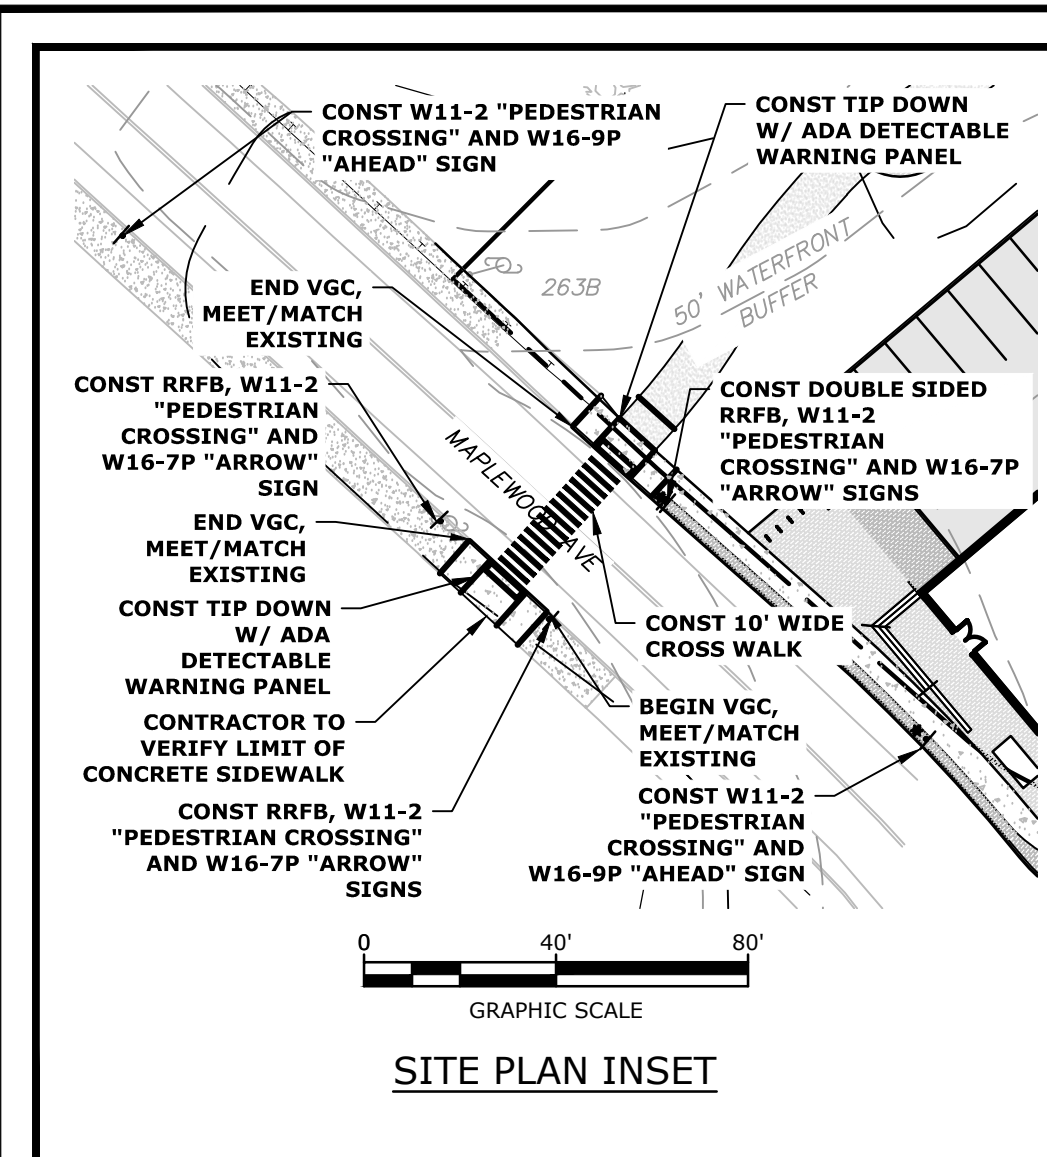 CONST W11-2 "PEDESTRIAN
CROSSING" AND W16-9P
"AHEAD" SIGN
CONST TIP DOWN
W/ ADA DETECTABLE
WARNING PANEL
50' WATERFRONT
BUFFER
263B
END VGC,
MEET/MATCH
EXISTING
CONST RRFB, W11-2
"PEDESTRIAN
CROSSING" AND
W16-7P "ARROW"
SIGN
CONST DOUBLE SIDED
RRFB, W11-2
"PEDESTRIAN
CROSSING" AND W16-7P
"ARROW" SIGNS
MAPLEWOOD AVE
END VGC,
MEET/MATCH
EXISTING
CONST TIP DOWN
W/ ADA
DETECTABLE
WARNING PANEL
CONST 10' WIDE
CROSS WALK
CONTRACTOR TO
VERIFY LIMIT OF
CONCRETE SIDEWALK
BEGIN VGC,
MEET/MATCH
EXISTING
CONST RRFB, W11-2
"PEDESTRIAN CROSSING"
AND W16-7P "ARROW"
SIGNS
CONST W11-2
"PEDESTRIAN
CROSSING" AND
W16-9P "AHEAD" SIGN
0 40' 80'
GRAPHIC SCALE
SITE PLAN INSET